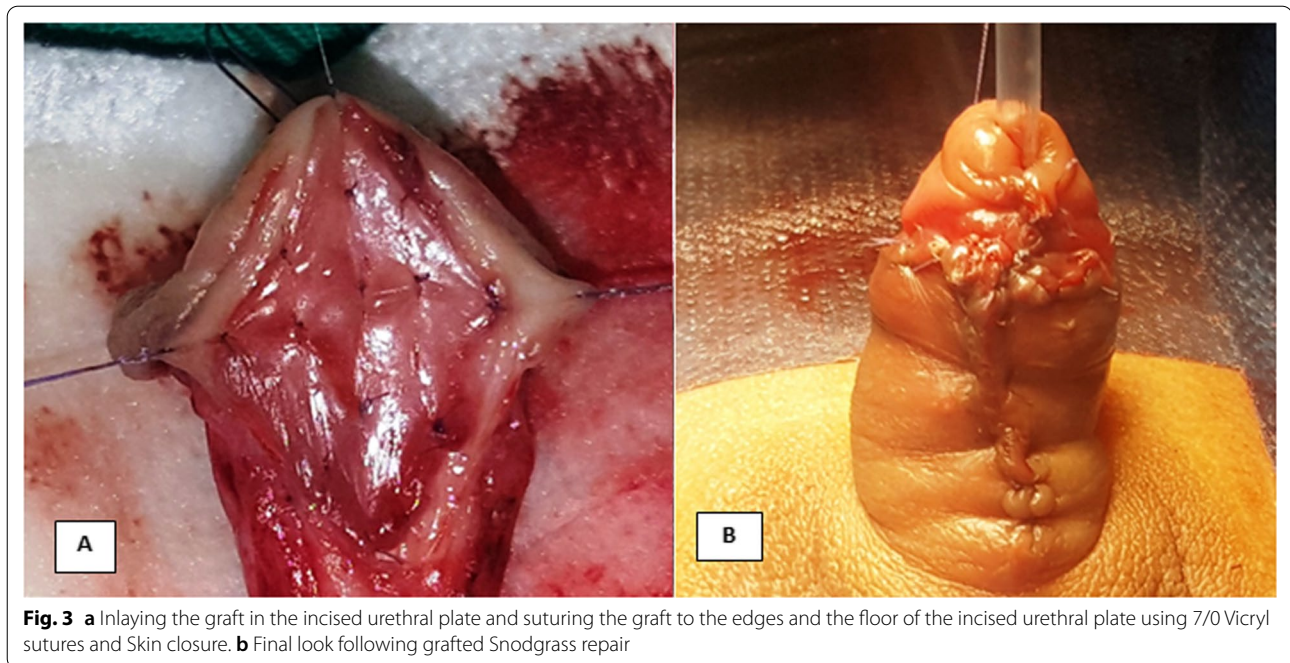 A
B
Fig. 3 a Inlaying the graft in the incised urethral plate and suturing the graft to the edges and the floor of the incised urethral plate using 7/0 Vicryl
sutures and Skin closure. b Final look following grafted Snodgrass repair